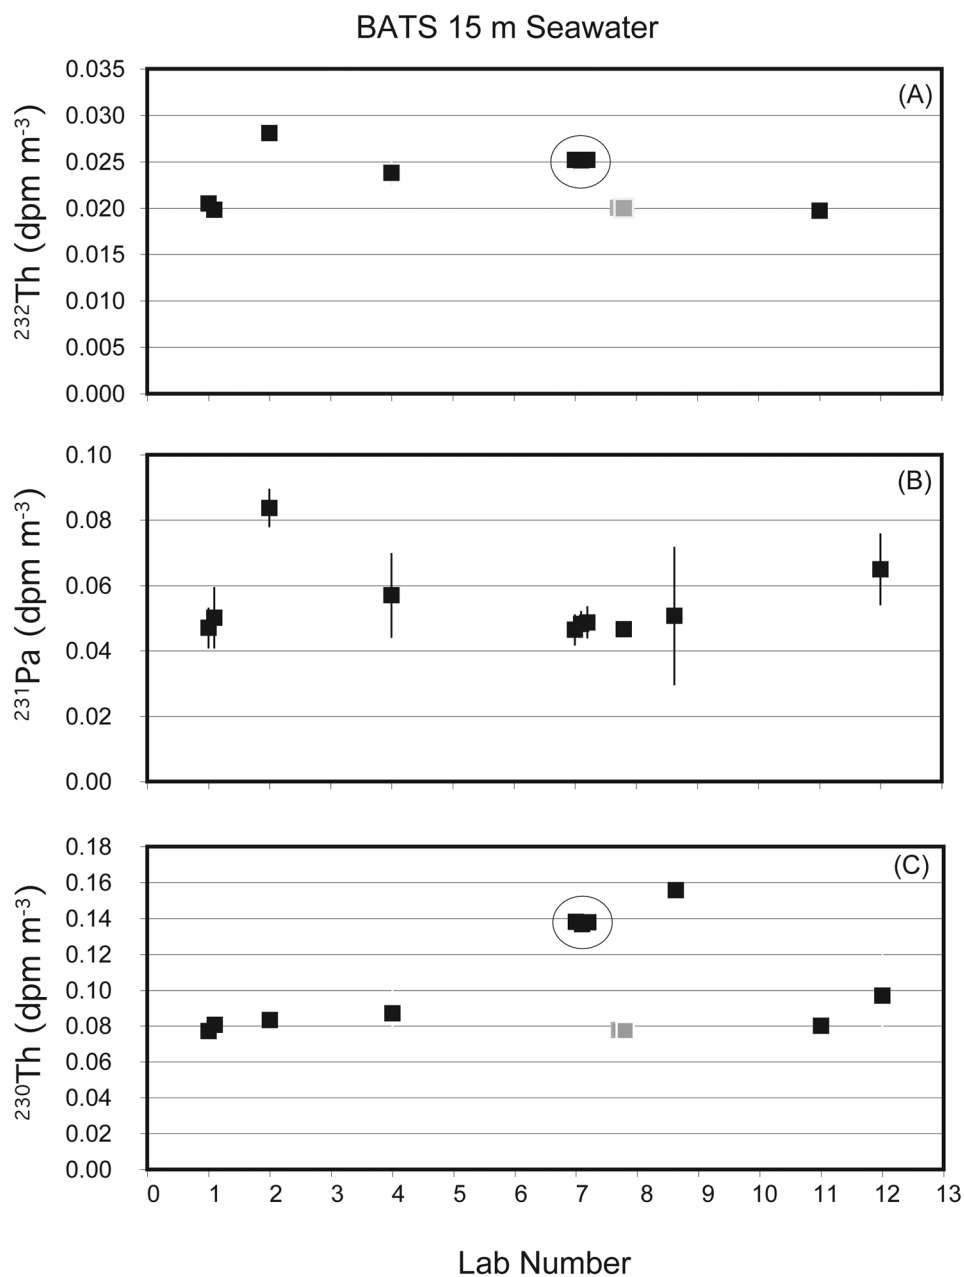 BATS 15 m Seawater
(A)
0.035
0.030
0.025
0.020
0.015
0.010
0.005
0.000
²³²Th (dpm m⁻³)
(B)
0.10
0.08
0.06
0.04
0.02
0.00
²³¹Pa (dpm m⁻³)
(C)
0.18
0.16
0.14
0.12
0.10
0.08
0.06
0.04
0.02
0.00
²³⁰Th (dpm m⁻³)
0 1 2 3 4 5 6 7 8 9 10 11 12 13
Lab Number